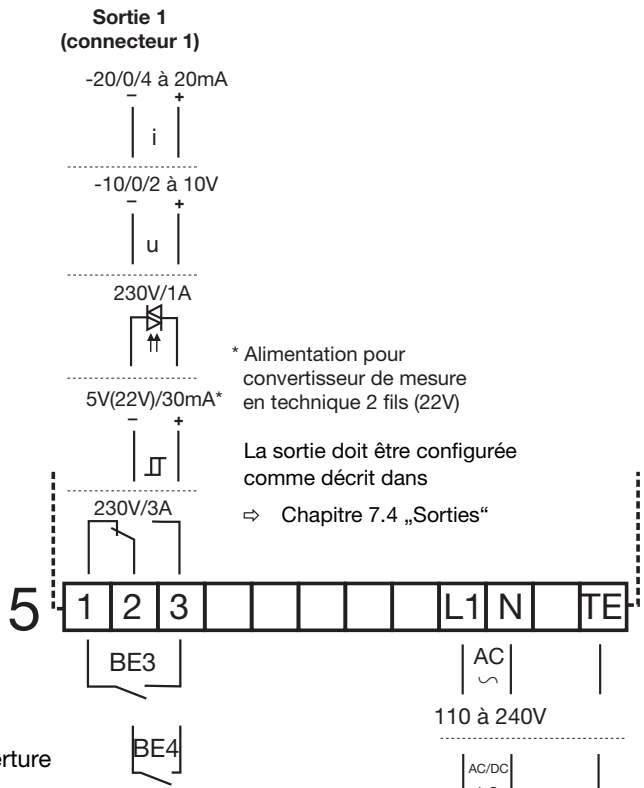 Sortie 1
(connecteur 1)
-20/0/4 à 20mA
– +
i
-10/0/2 à 10V
– +
u
230V/1A
* Alimentation pour
convertisseur de mesure
en technique 2 fils (22V)
5V(22V)/30mA*
– +
La sortie doit être configurée
comme décrit dans
⇨ Chapitre 7.4 „Sorties“
230V/3A
5 1 2 3 L1 N TE
BE3
AC
110 à 240V
BE4
erture
AC/DC